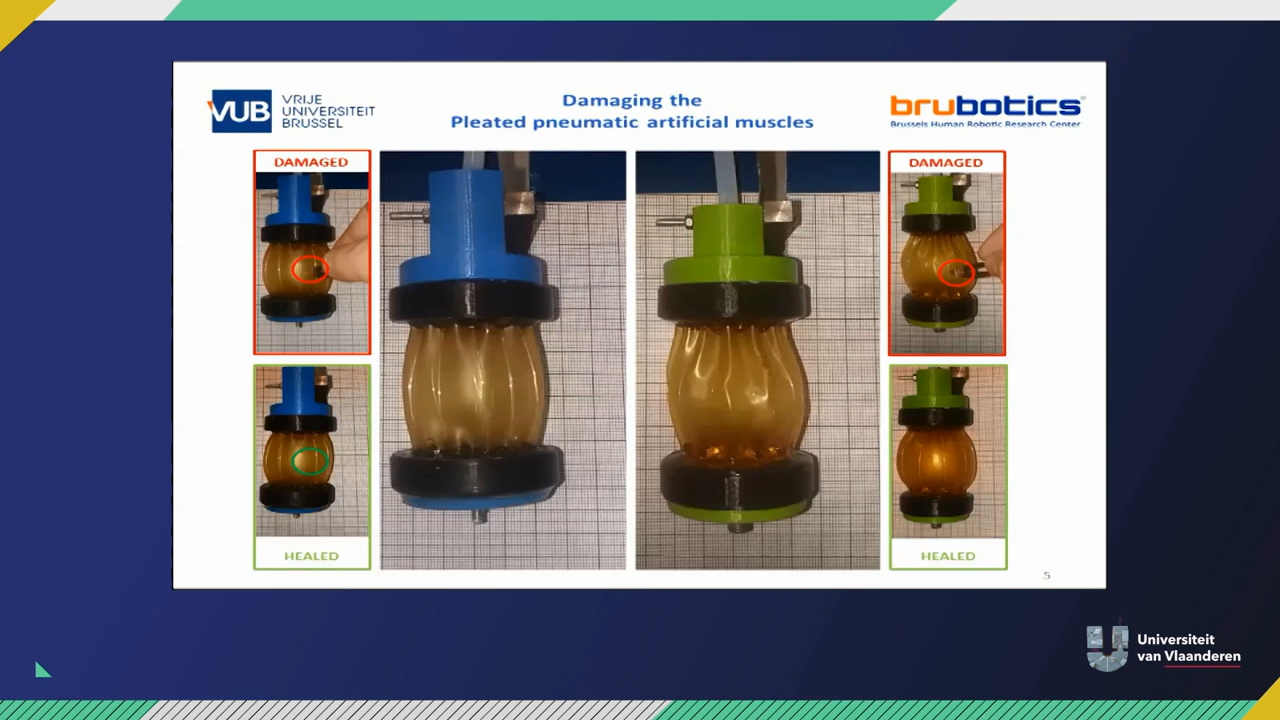 VUB
VRIJE
UNIVERSITEIT
BRUSSEL
Damaging the
Pleated pneumatic artificial muscles
brubotics
Brussels Human Robotic Research Center
DAMAGED
DAMAGED
HEALED
HEALED
5
Universiteit
van Vlaanderen